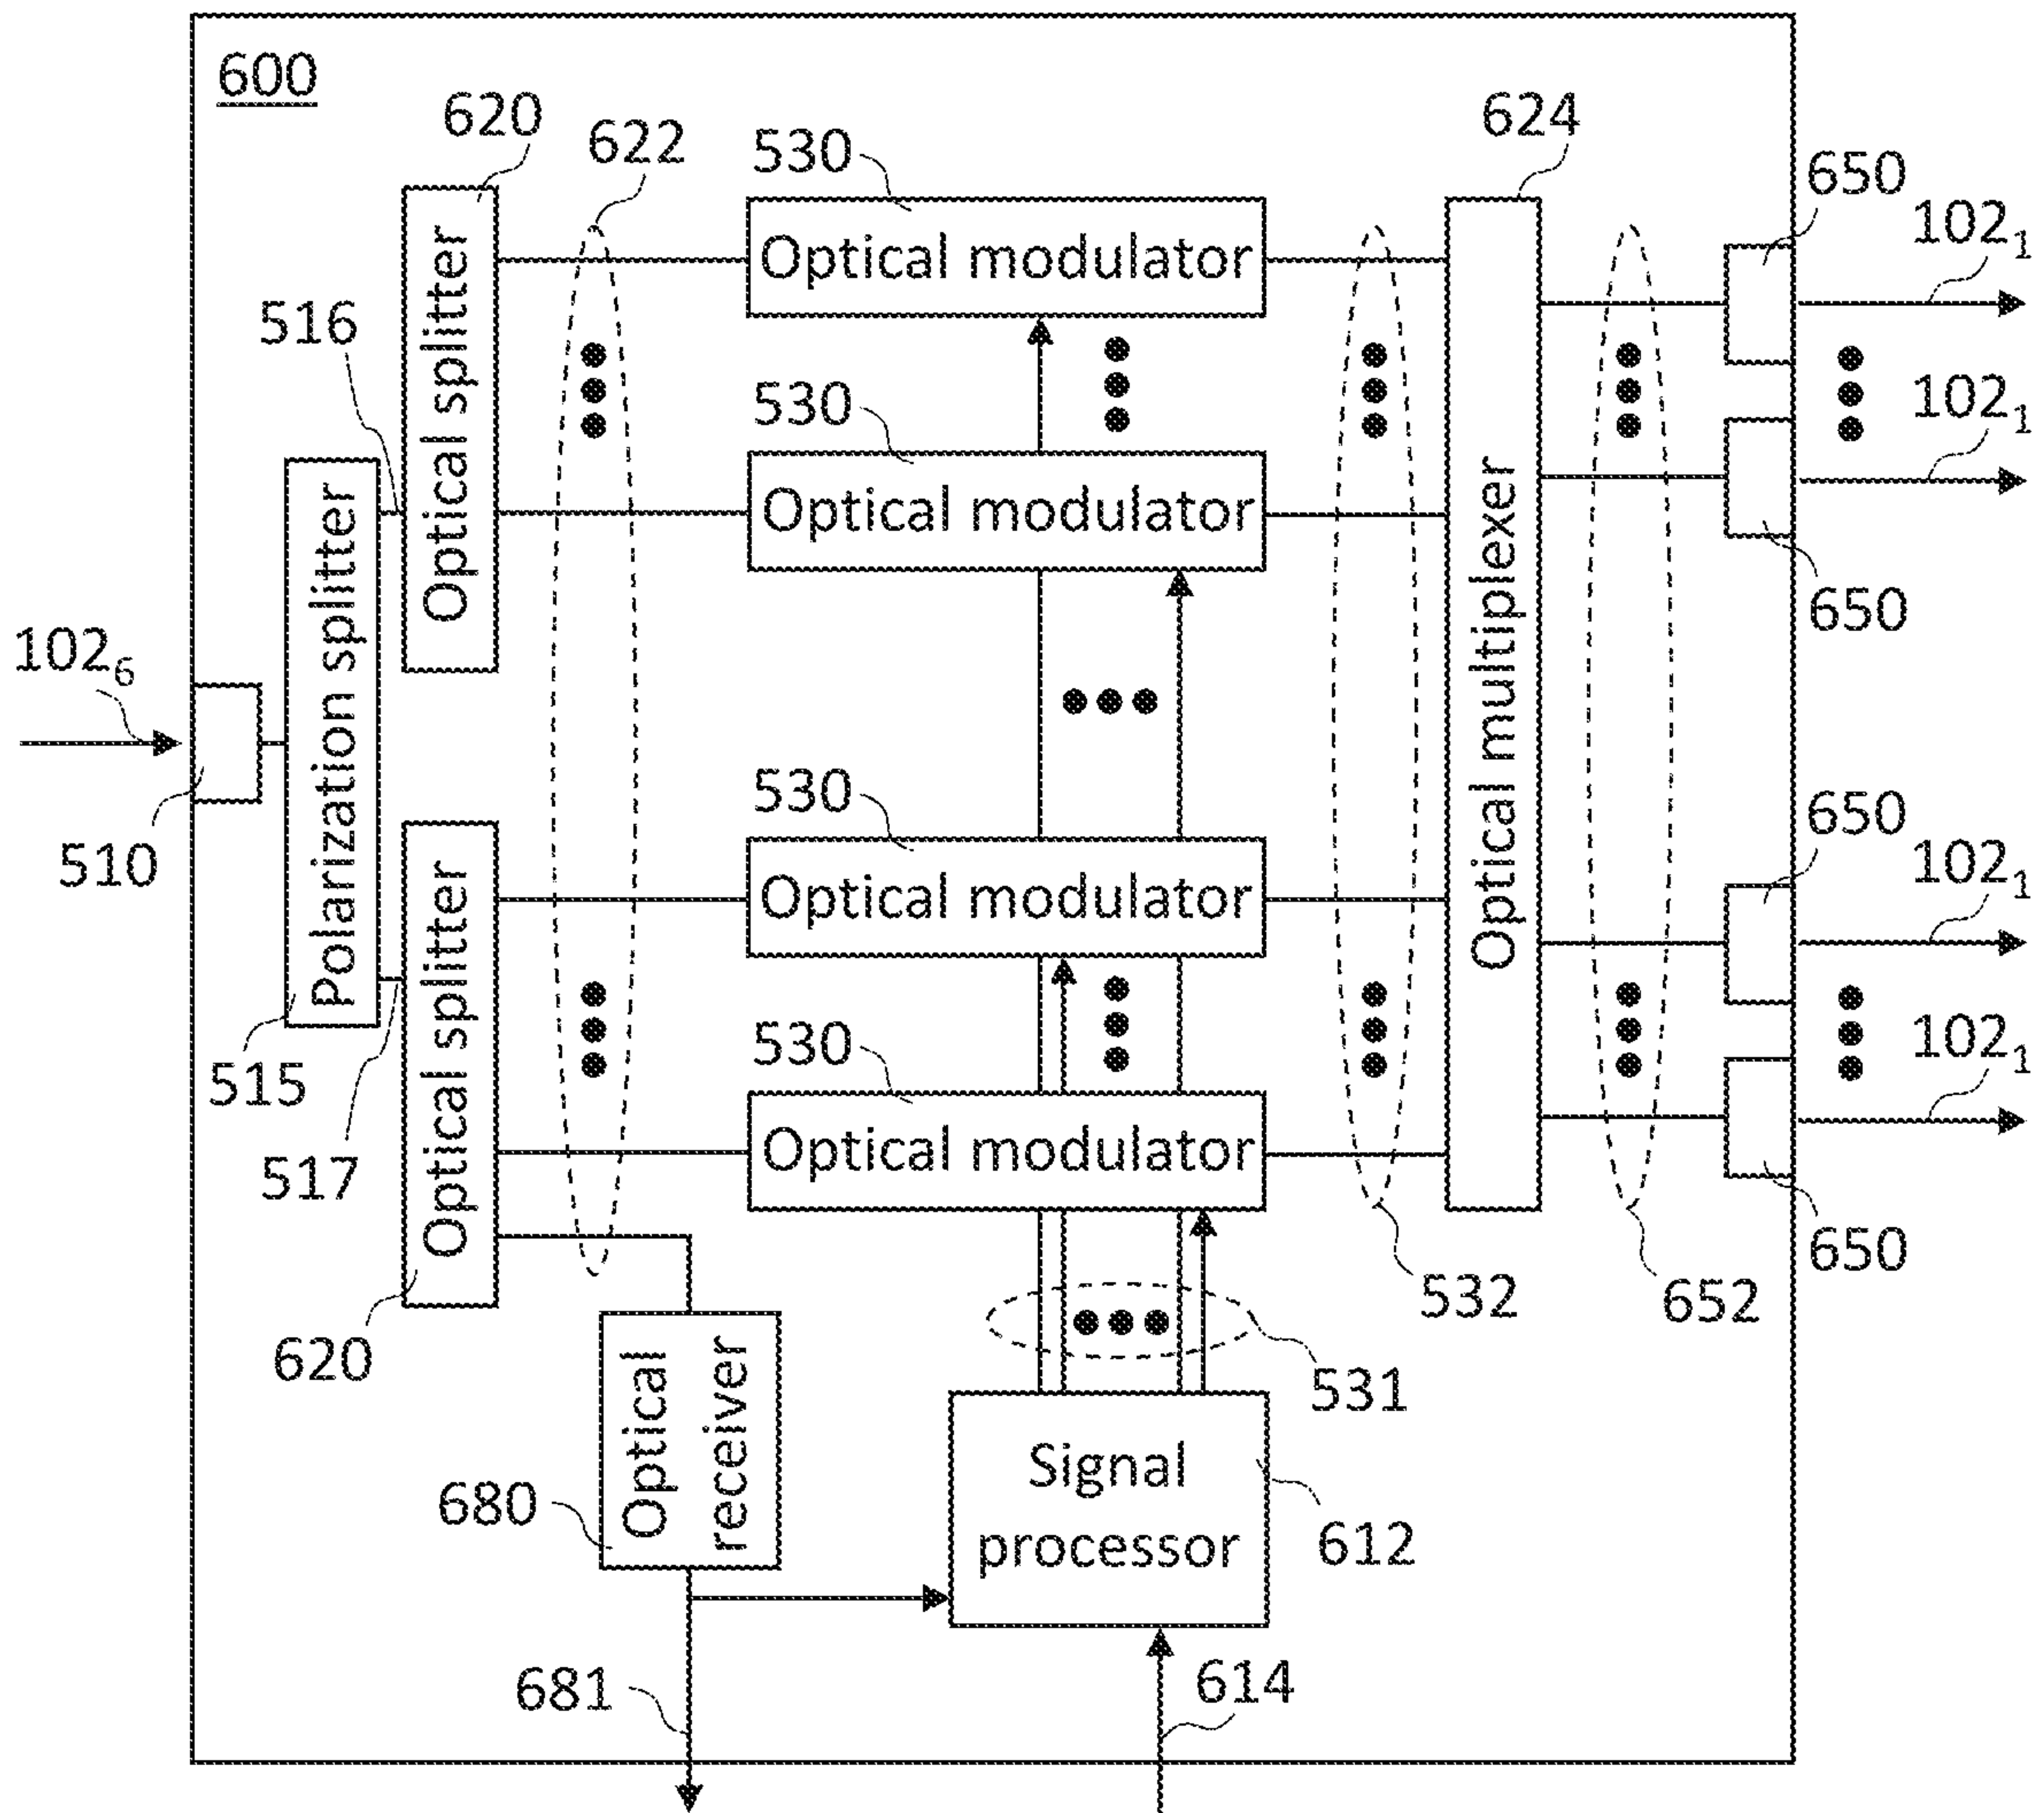 600
620
622
530
624
650
102₁
Optical modulator
Optical splitter
516
530
102₁
Optical modulator
Polarization splitter
Optical multiplexer
650
102₆
510
530
650
102₁
Optical modulator
Optical splitter
515
530
102₁
517
Optical modulator
650
620
532
652
531
Optical
receiver
Signal
processor
680
612
681
614